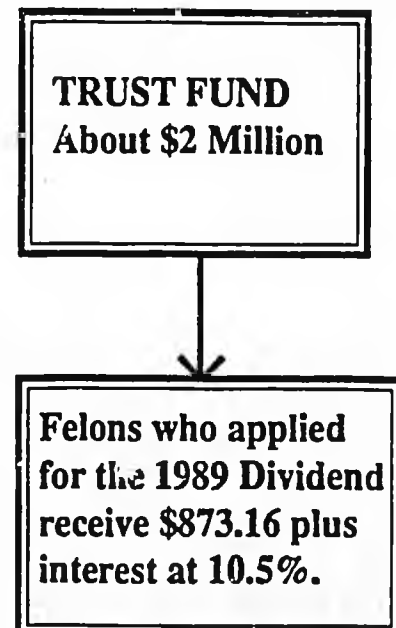 TRUST FUND
About $2 Million
Felons who applied
for the 1989 Dividend
receive $873.16 plus
interest at 10.5%.